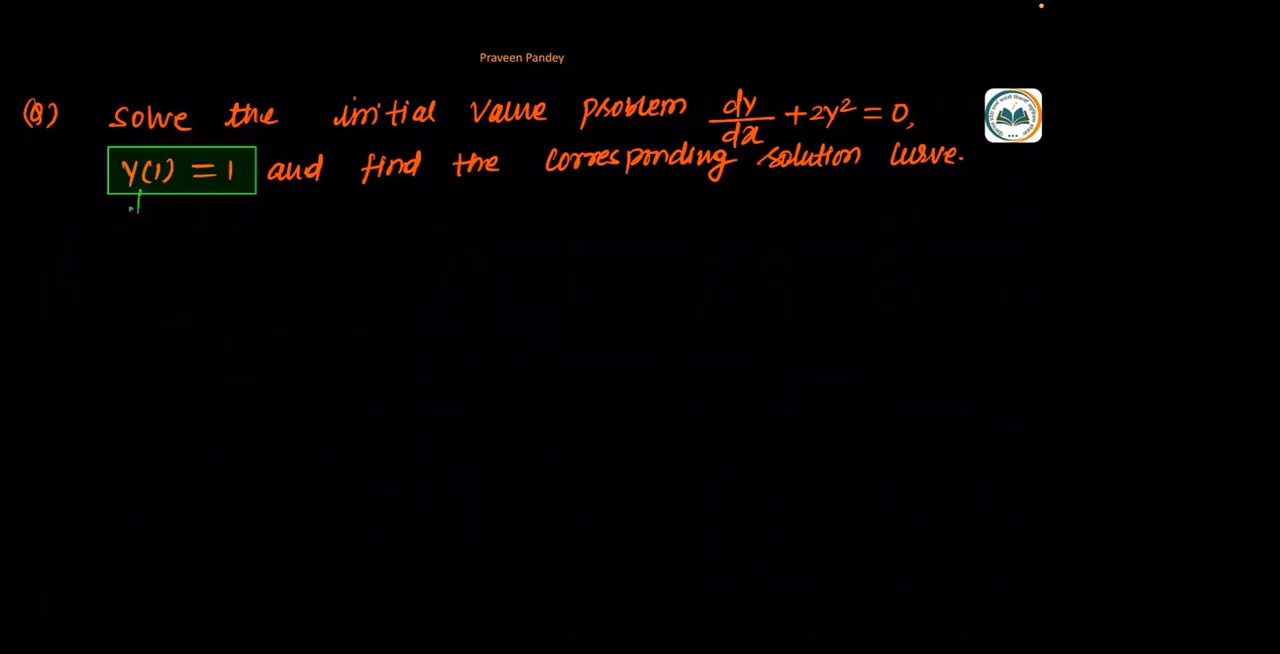 Praveen Pandey
(Q) Solve the initial value problem dy/dx + 2y² = 0,
y(1) = 1 and find the corresponding solution curve.